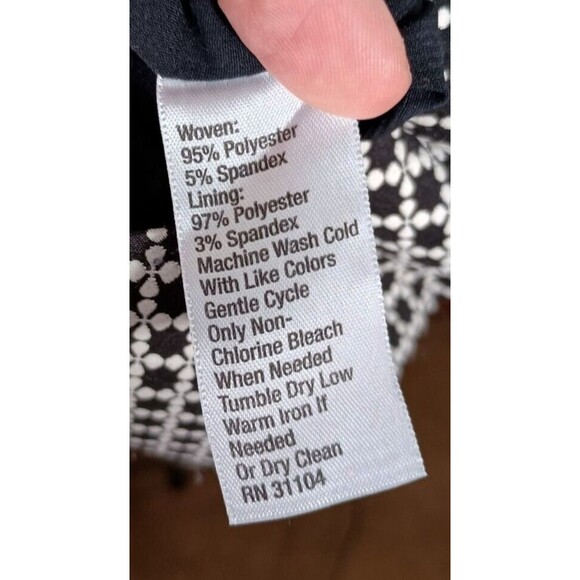 Woven:
95% Polyester
5% Spandex
Lining:
97% Polyester
3% Spandex
Machine Wash Cold
With Like Colors
Gentle Cycle
Only Non-
Chlorine Bleach
When Needed
Tumble Dry Low
Warm Iron If
Needed
Or Dry Clean
RN 31104